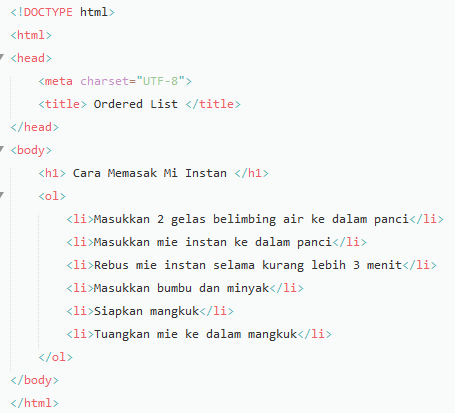 <!DOCTYPE html>
<html>
<head>
<meta charset="UTF-8">
<title> Ordered List </title>
</head>
<body>
<h1> Cara Memasak Mi Instan </h1>
<ol>
<li>Masukkan 2 gelas belimbing air ke dalam panci</li>
<li>Masukkan mie instan ke dalam panci</li>
<li>Rebus mie instan selama kurang lebih 3 menit</li>
<li>Masukkan bumbu dan minyak</li>
<li>Siapkan mangkuk</li>
<li>Tuangkan mie ke dalam mangkuk</li>
</ol>
</body>
</html>